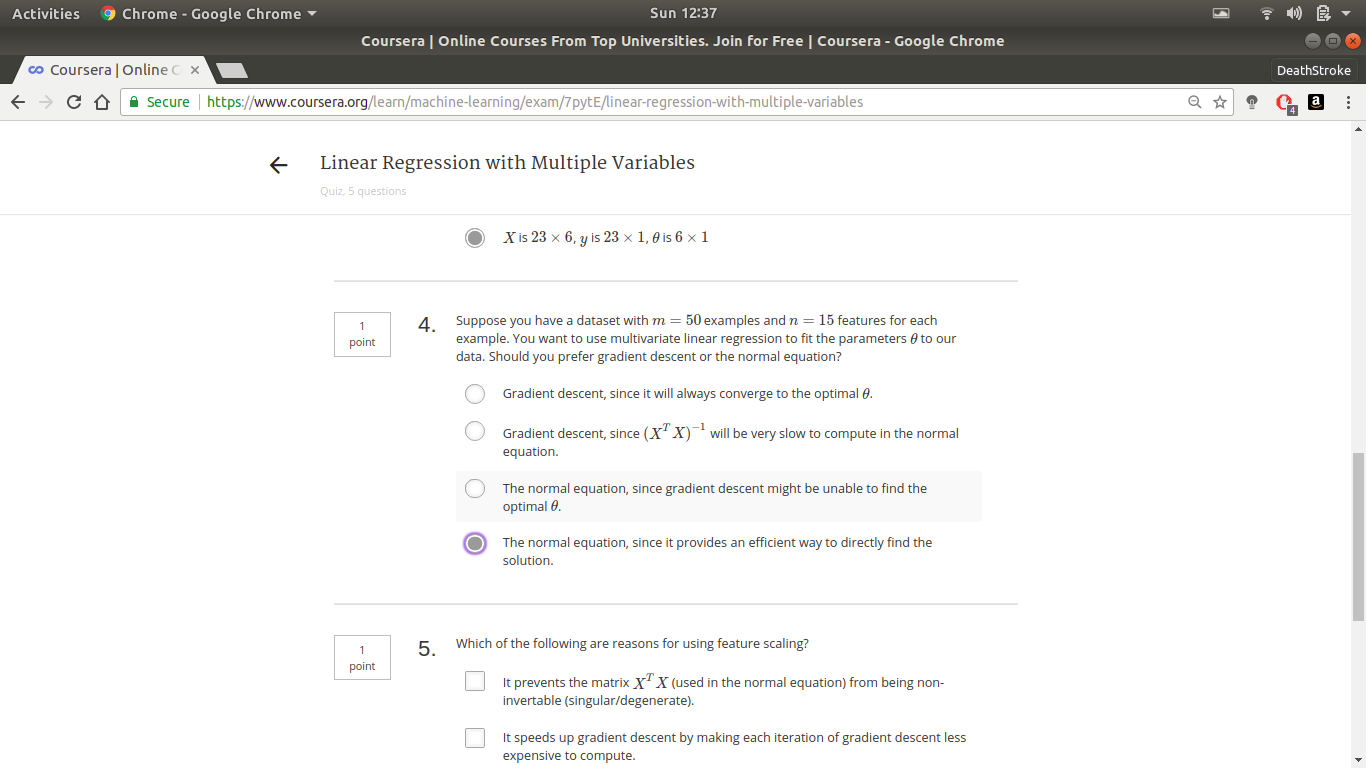 Activities Chrome - Google Chrome Sun 12:37
Coursera | Online Courses From Top Universities. Join for Free | Coursera - Google Chrome
Coursera | Online C DeathStroke
Secure https://www.coursera.org/learn/machine-learning/exam/7pytE/linear-regression-with-multiple-variables 4
Linear Regression with Multiple Variables
Quiz, 5 questions
X is 23 × 6, y is 23 × 1, θ is 6 × 1
1
point
4.
Suppose you have a dataset with m = 50 examples and n = 15 features for each
example. You want to use multivariate linear regression to fit the parameters θ to our
data. Should you prefer gradient descent or the normal equation?
Gradient descent, since it will always converge to the optimal θ.
Gradient descent, since (XᵀX)⁻¹ will be very slow to compute in the normal
equation.
The normal equation, since gradient descent might be unable to find the
optimal θ.
The normal equation, since it provides an efficient way to directly find the
solution.
1
point
5.
Which of the following are reasons for using feature scaling?
It prevents the matrix XᵀX (used in the normal equation) from being non-
invertable (singular/degenerate).
It speeds up gradient descent by making each iteration of gradient descent less
expensive to compute.